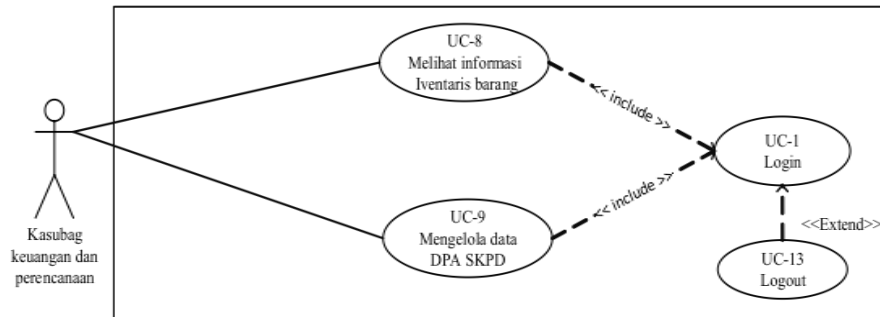 UC-8
Melihat informasi
Iventaris barang
<< include >>
UC-1
Login
Kasubag
keuangan dan
perencanaan
UC-9
Mengelola data
DPA SKPD
<< include >>
<<Extend>>
UC-13
Logout